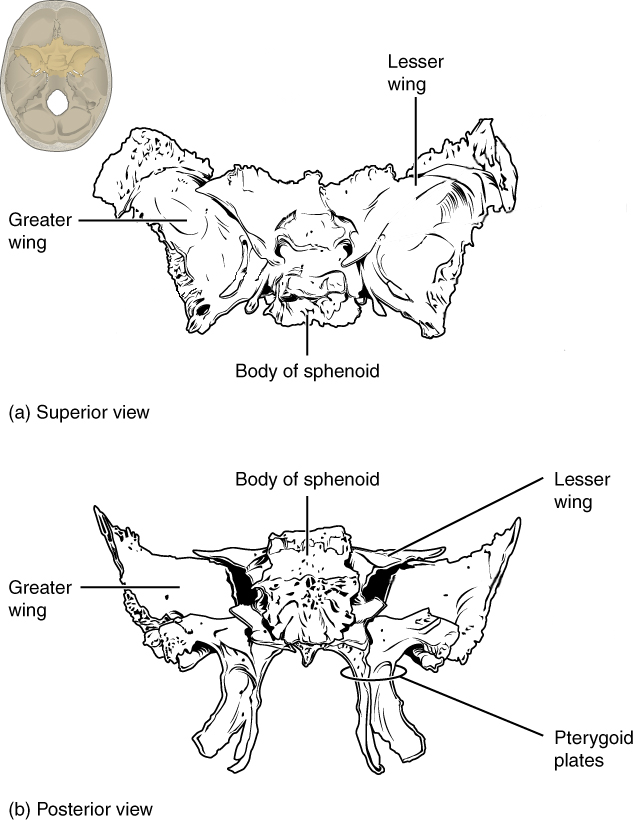 Lesser
wing
Greater
wing
Body of sphenoid
(a) Superior view
Body of sphenoid
Lesser
wing
Greater
wing
Pterygoid
plates
(b) Posterior view